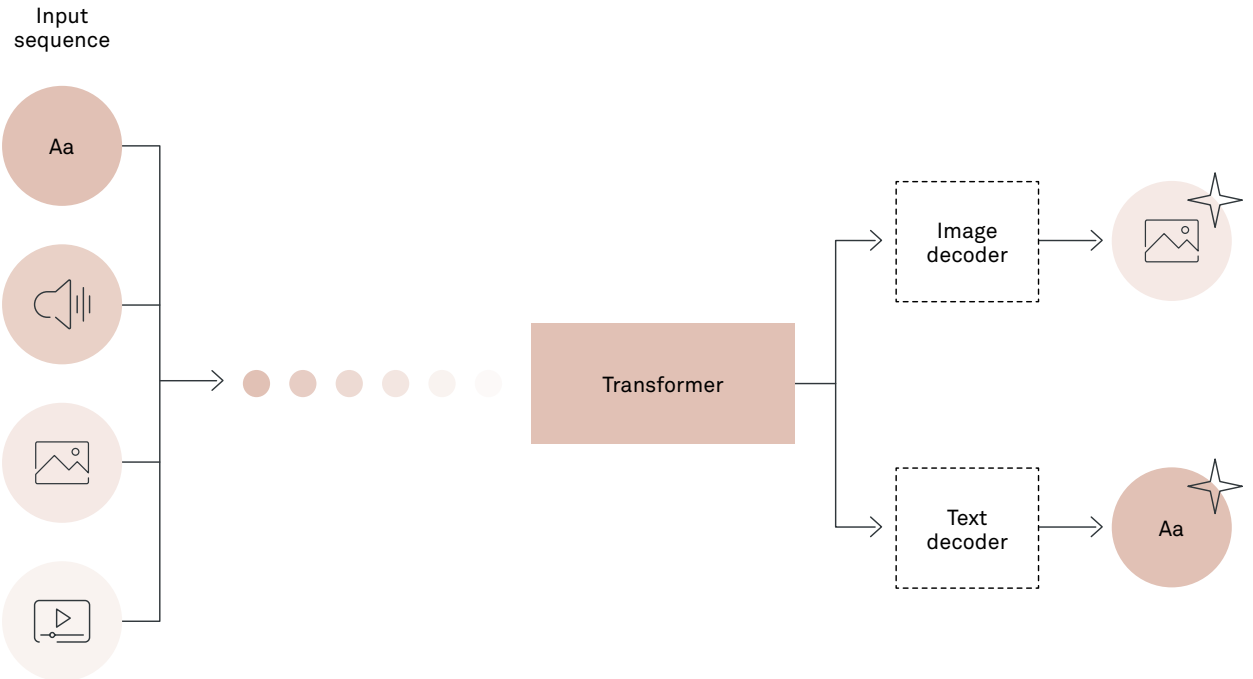 Input
sequence
Aa
Transformer
Image
decoder
Text
decoder
Aa